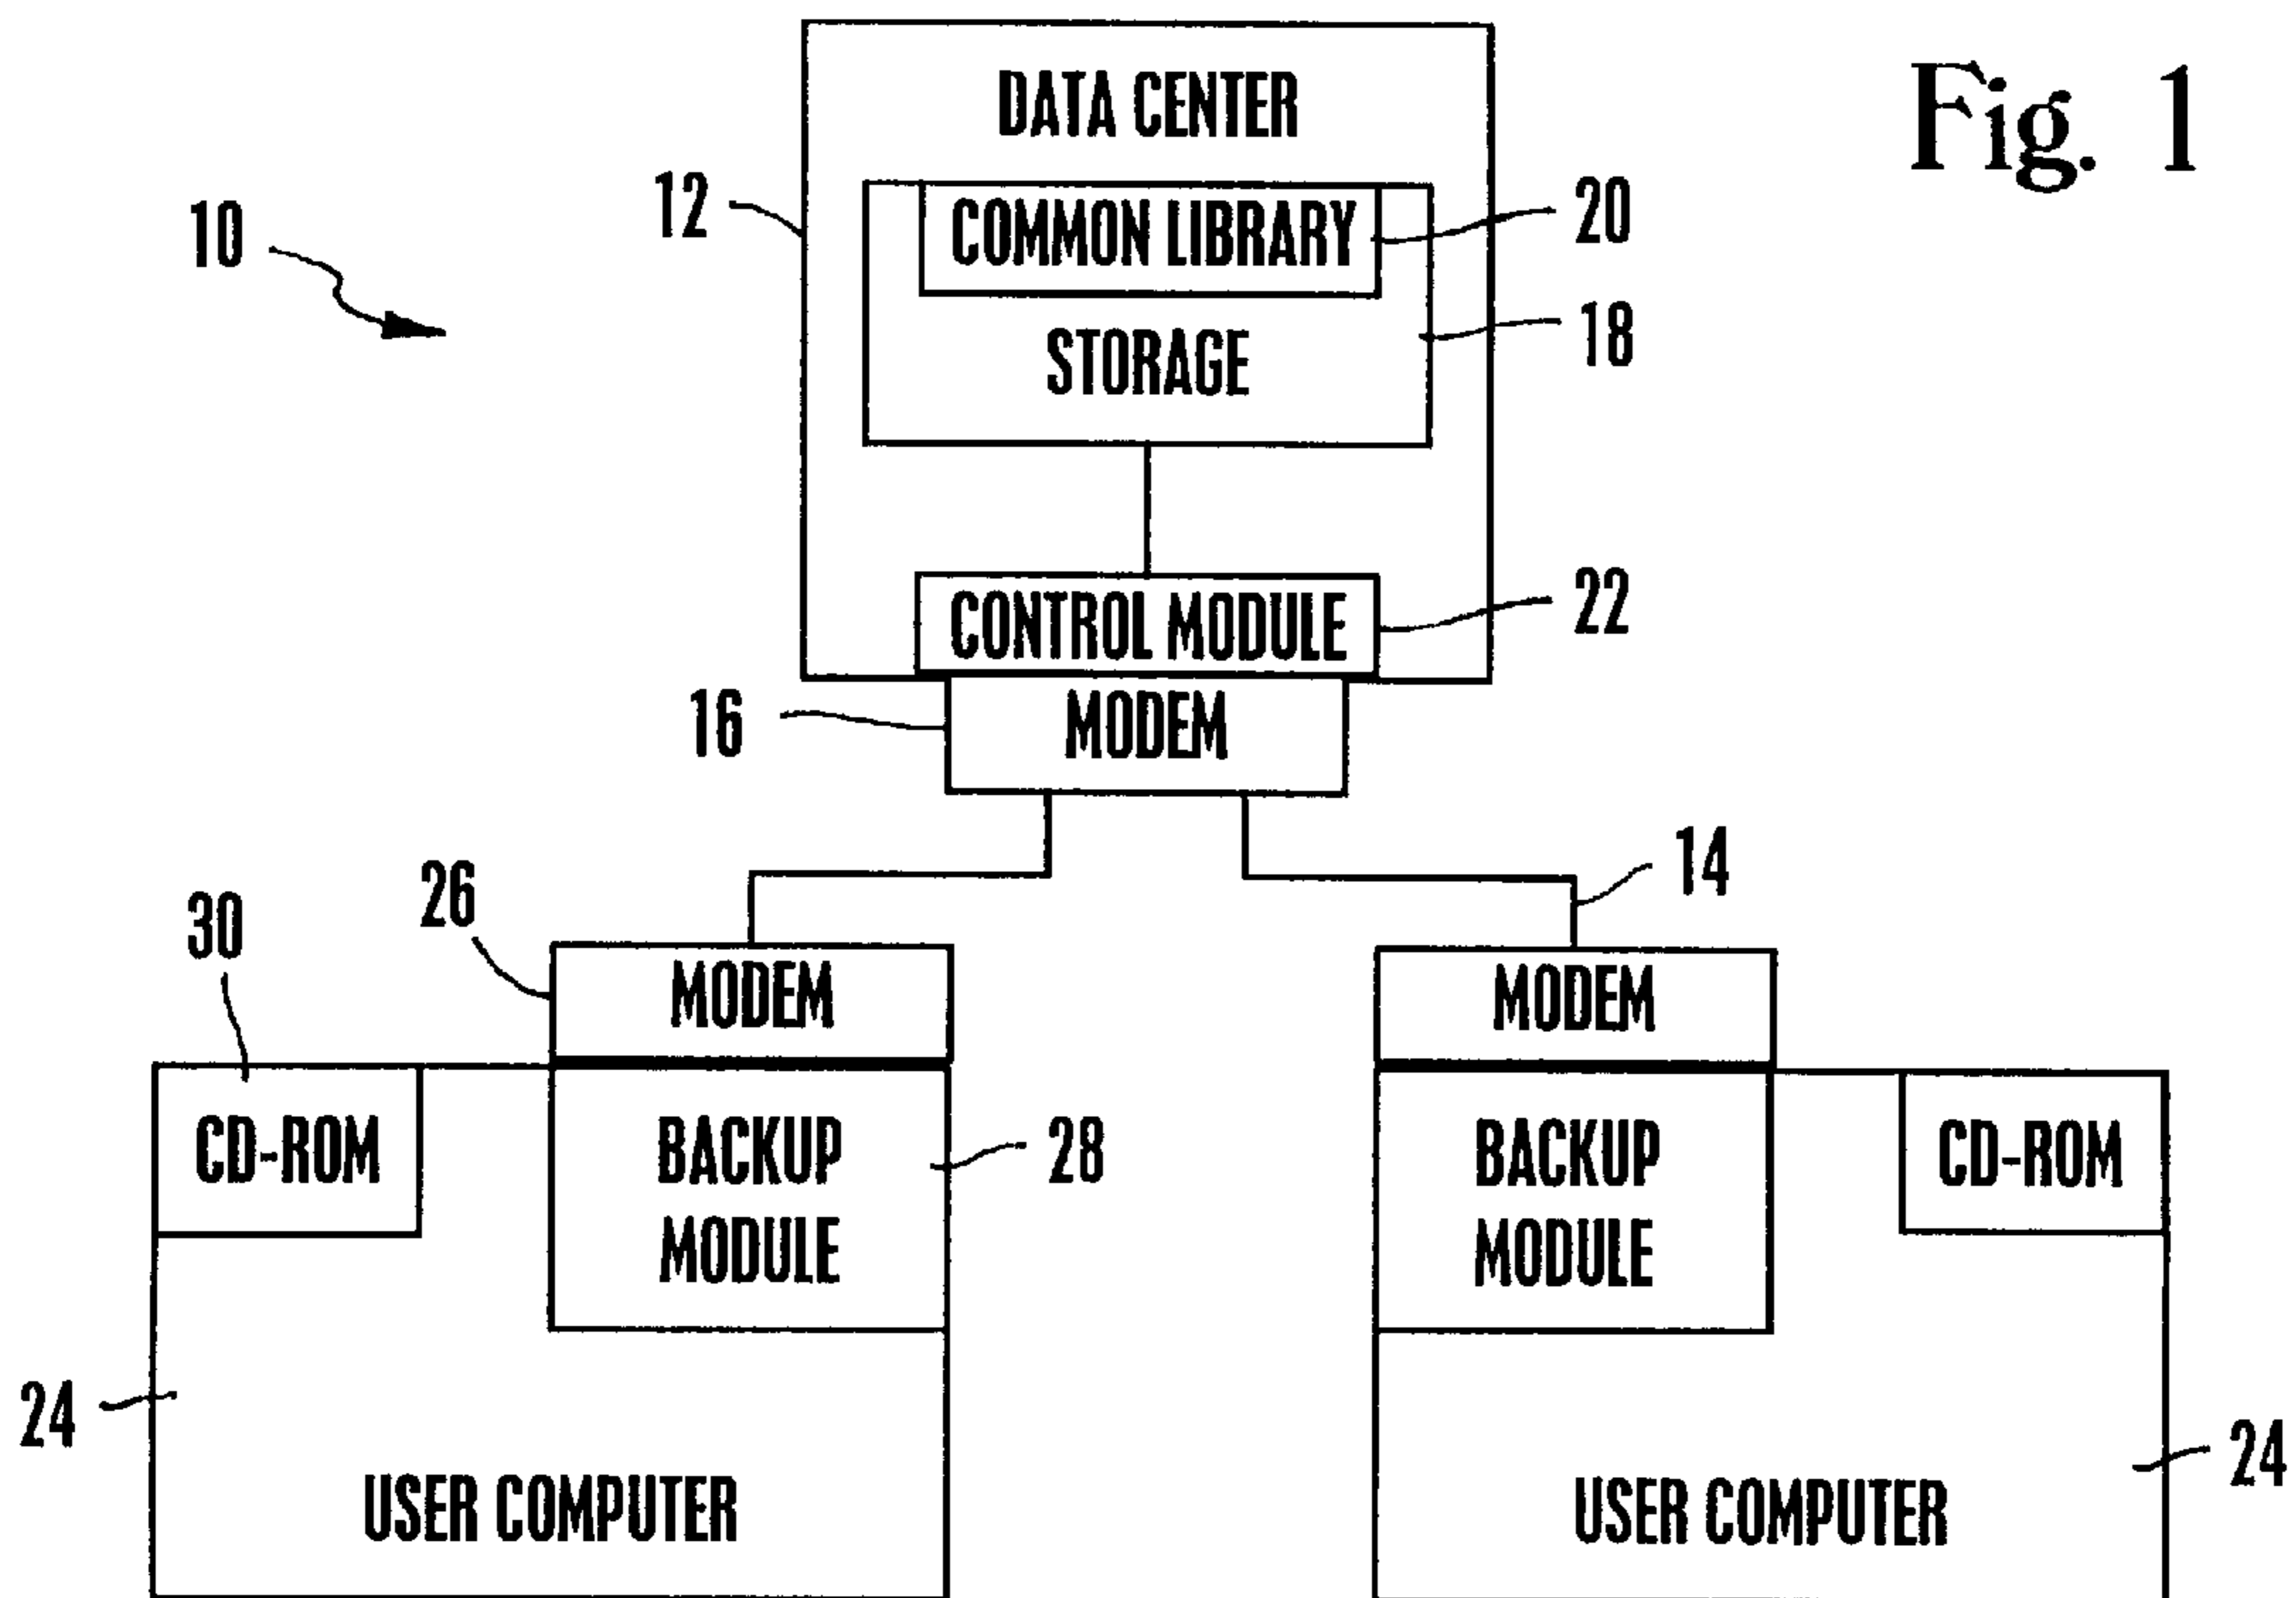 Fig. 1
DATA CENTER
10
12
COMMON LIBRARY
20
STORAGE
18
CONTROL MODULE
22
16
MODEM
14
26
30
MODEM
MODEM
CD-ROM
BACKUP
MODULE
28
BACKUP
MODULE
CD-ROM
24
USER COMPUTER
USER COMPUTER
24